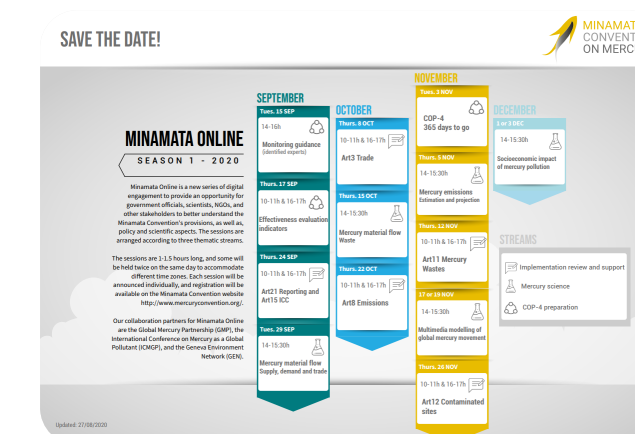 SAVE THE DATE!
MINAMAT
CONVENT
ON MERC
MINAMATA ONLINE
SEASON 1 - 2020
Minamata Online is a new series of digital
engagement to provide an opportunity for
government officials, scientists, NGOs, and
other stakeholders to better understand the
Minamata Convention's provisions, as well as,
policy and scientific aspects. The sessions are
arranged according to three thematic streams.
The sessions are 1-1.5 hours long, and some will
be held twice on the same day to accommodate
different time zones. Each session will be
announced individually, and registration will be
available on the Minamata Convention website
http://www.mercuryconvention.org/.
Our collaboration partners for Minamata Online
are the Global Mercury Partnership (GMP), the
International Conference on Mercury as a Global
Pollutant (ICMGP), and the Geneva Environment
Network (GEN).
Updated: 27/08/2020
SEPTEMBER
Tues. 15 SEP
14-16h
Monitoring guidance
(identified experts)
Thurs. 17 SEP
10-11h & 16-17h
Effectiveness evaluation
indicators
Thurs. 24 SEP
10-11h & 16-17h
Art21 Reporting and
Art15 ICC
Tues. 29 SEP
14-15:30h
Mercury material flow
Supply, demand and trade
OCTOBER
Thurs. 8 OCT
10-11h & 16-17h
Art3 Trade
Thurs. 15 OCT
14-15:30h
Mercury material flow
Waste
Thurs. 22 OCT
10-11h & 16-17h
Art8 Emissions
NOVEMBER
Tues. 3 NOV
COP-4
365 days to go
Thurs. 5 NOV
14-15:30h
Mercury emissions
Estimation and projection
Thurs. 12 NOV
10-11h & 16-17h
Art11 Mercury
Wastes
17 or 19 NOV
14-15:30h
Multimedia modelling of
global mercury movement
Thurs. 26 NOV
10-11h & 16-17h
Art12 Contaminated
sites
DECEMBER
1 or 3 DEC
14-15:30h
Socioeconomic impact
of mercury pollution
STREAMS
Implementation review and support
Mercury science
COP-4 preparation